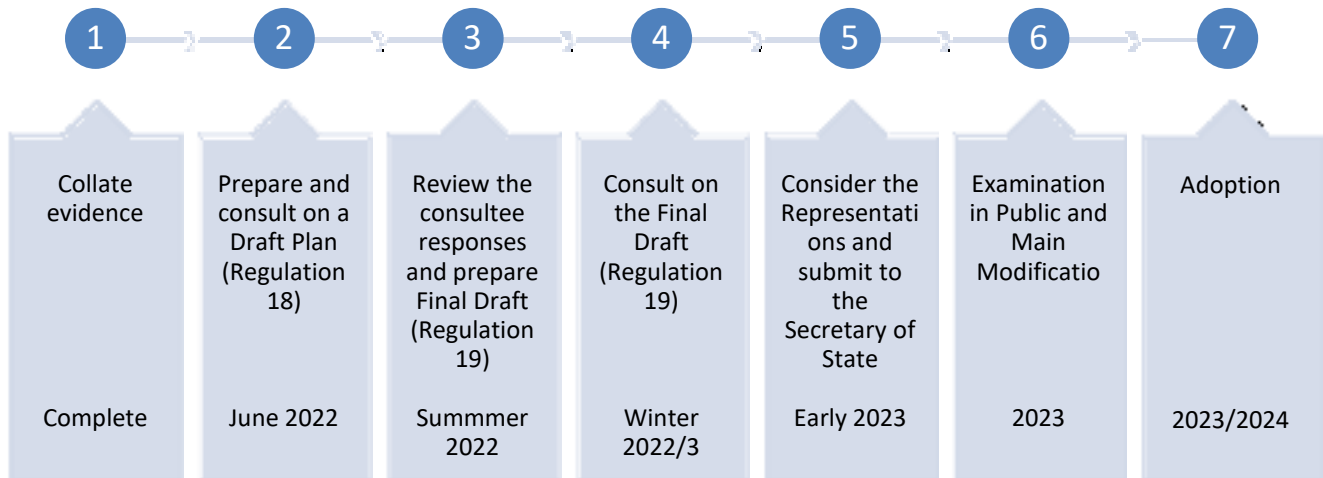 1
2
3
4
5
6
7
Collate
evidence
Complete
Prepare and
consult on a
Draft Plan
(Regulation
18)
June 2022
Review the
consultee
responses
and prepare
Final Draft
(Regulation
19)
Summmer
2022
Consult on
the Final
Draft
(Regulation
19)
Winter
2022/3
Consider the
Representati
ons and
submit to
the
Secretary of
State
Early 2023
Examination
in Public and
Main
Modificatio
2023
Adoption
2023/2024